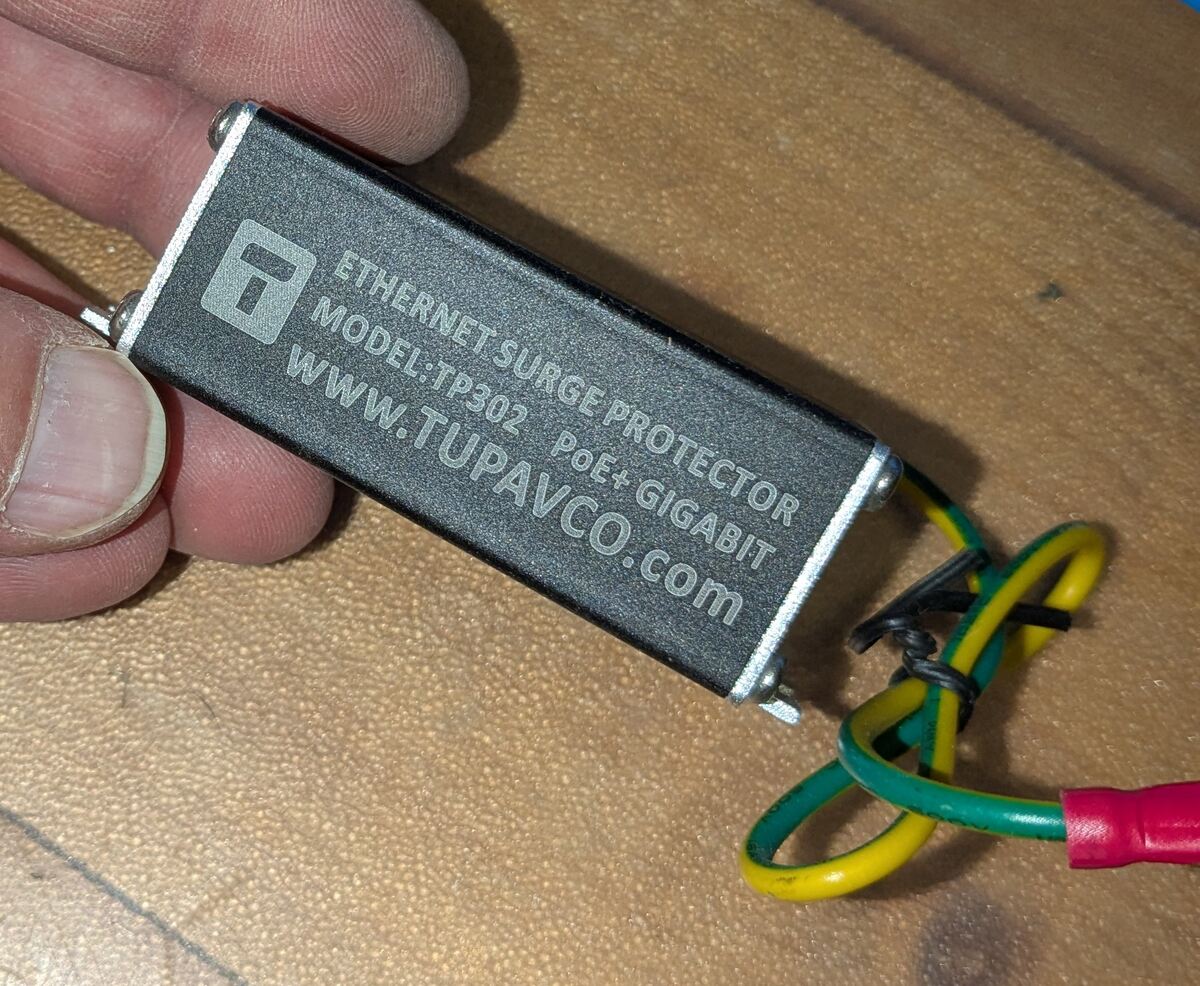 ETHERNET SURGE PROTECTOR
MODEL:TP302 PoE+ GIGABIT
www.TUPAVCO.com